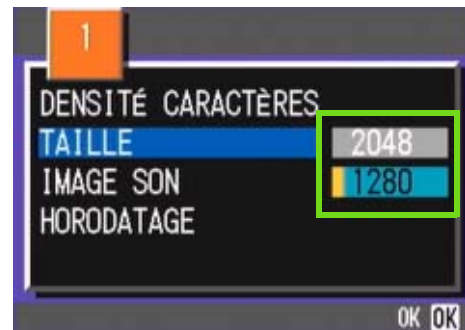 1
DENSITÉ CARACTÈRES
TAILLE 2048
IMAGE SON 1280
HORODATAGE
OK OK